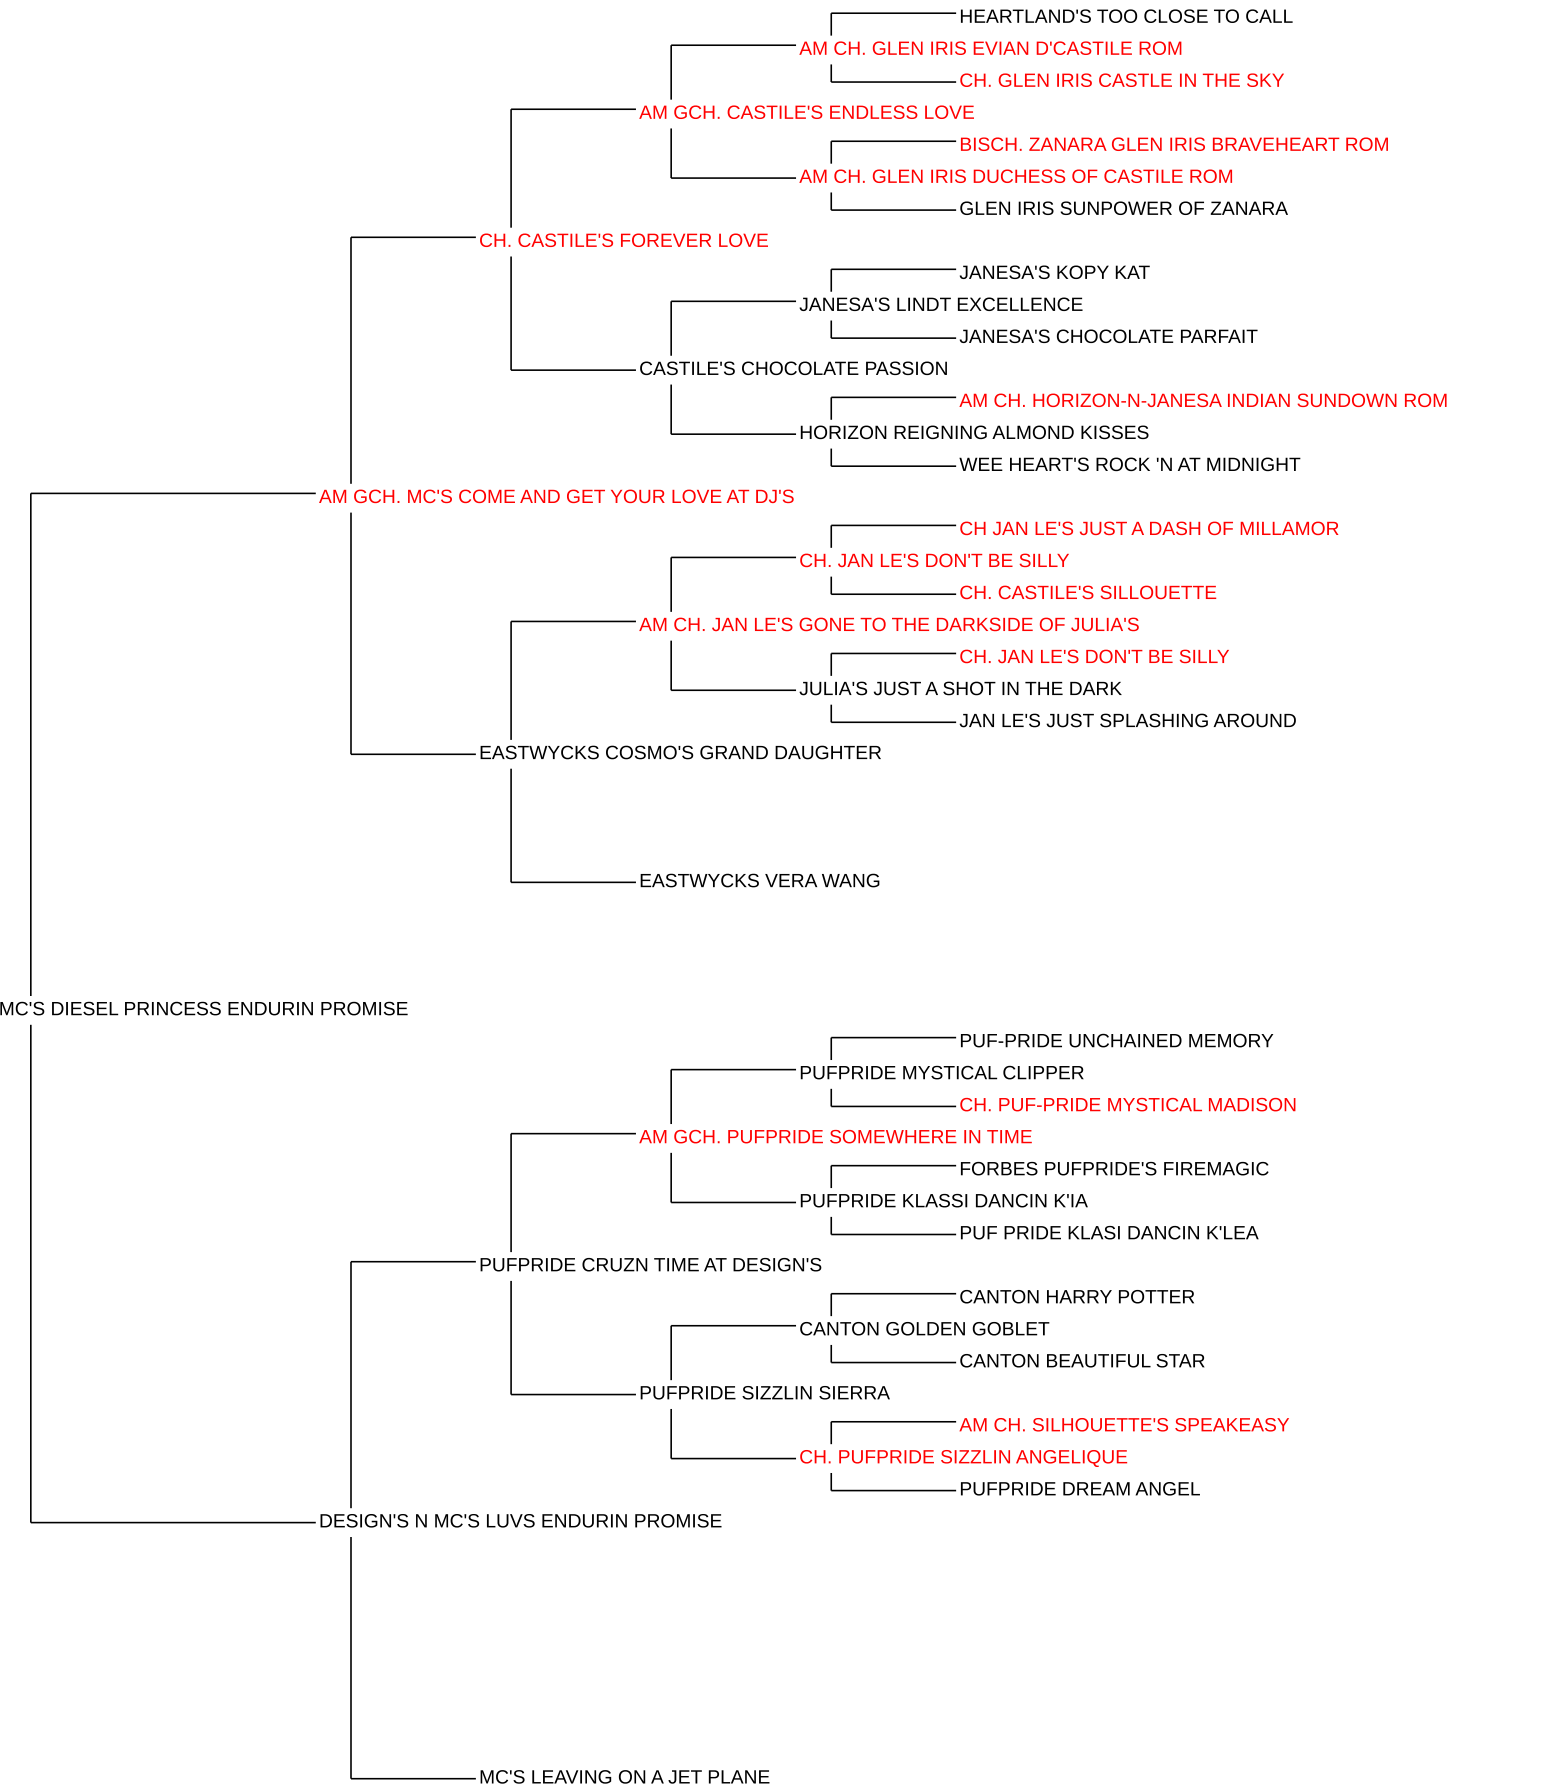 HEARTLAND'S TOO CLOSE TO CALL
AM CH. GLEN IRIS EVIAN D'CASTILE ROM
CH. GLEN IRIS CASTLE IN THE SKY
AM GCH. CASTILE'S ENDLESS LOVE
BISCH. ZANARA GLEN IRIS BRAVEHEART ROM
AM CH. GLEN IRIS DUCHESS OF CASTILE ROM
GLEN IRIS SUNPOWER OF ZANARA
CH. CASTILE'S FOREVER LOVE
JANESA'S KOPY KAT
JANESA'S LINDT EXCELLENCE
JANESA'S CHOCOLATE PARFAIT
CASTILE'S CHOCOLATE PASSION
AM CH. HORIZON-N-JANESA INDIAN SUNDOWN ROM
HORIZON REIGNING ALMOND KISSES
WEE HEART'S ROCK 'N AT MIDNIGHT
AM GCH. MC'S COME AND GET YOUR LOVE AT DJ'S
CH JAN LE'S JUST A DASH OF MILLAMOR
CH. JAN LE'S DON'T BE SILLY
CH. CASTILE'S SILLOUETTE
AM CH. JAN LE'S GONE TO THE DARKSIDE OF JULIA'S
CH. JAN LE'S DON'T BE SILLY
JULIA'S JUST A SHOT IN THE DARK
JAN LE'S JUST SPLASHING AROUND
EASTWYCKS COSMO'S GRAND DAUGHTER
EASTWYCKS VERA WANG
MC'S DIESEL PRINCESS ENDURIN PROMISE
PUF-PRIDE UNCHAINED MEMORY
PUFPRIDE MYSTICAL CLIPPER
CH. PUF-PRIDE MYSTICAL MADISON
AM GCH. PUFPRIDE SOMEWHERE IN TIME
FORBES PUFPRIDE'S FIREMAGIC
PUFPRIDE KLASSI DANCIN K'IA
PUF PRIDE KLASI DANCIN K'LEA
PUFPRIDE CRUZN TIME AT DESIGN'S
CANTON HARRY POTTER
CANTON GOLDEN GOBLET
CANTON BEAUTIFUL STAR
PUFPRIDE SIZZLIN SIERRA
AM CH. SILHOUETTE'S SPEAKEASY
CH. PUFPRIDE SIZZLIN ANGELIQUE
PUFPRIDE DREAM ANGEL
DESIGN'S N MC'S LUVS ENDURIN PROMISE
MC'S LEAVING ON A JET PLANE